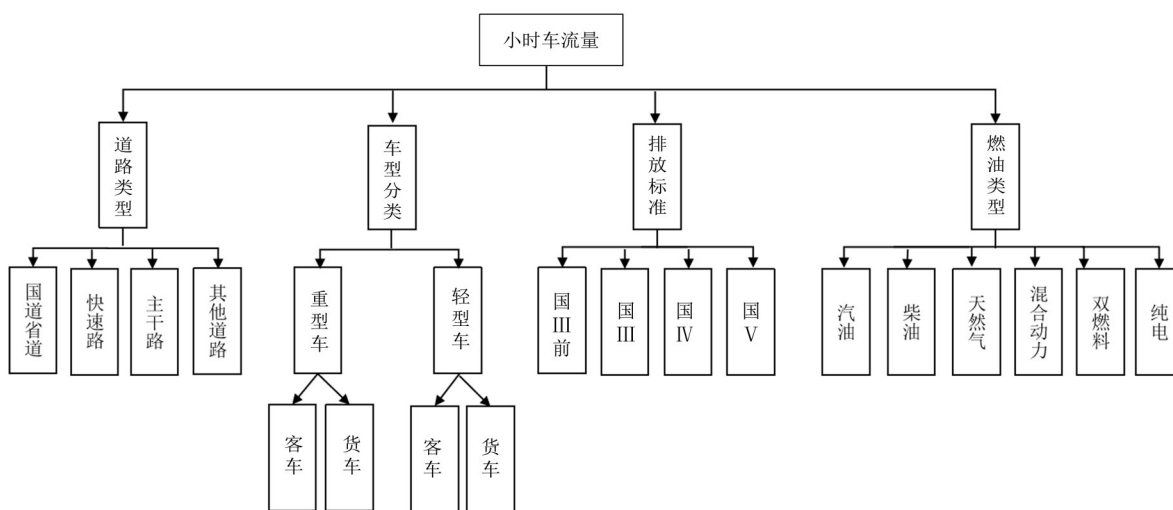 小时车流量
道路类型
车型分类
排放标准
燃油类型
国道省道
快速路
主干路
其他道路
重型车
轻型车
国Ⅲ前
国Ⅲ
国Ⅳ
国Ⅴ
汽油
柴油
天然气
混合动力
双燃料
纯电
客车
货车
客车
货车